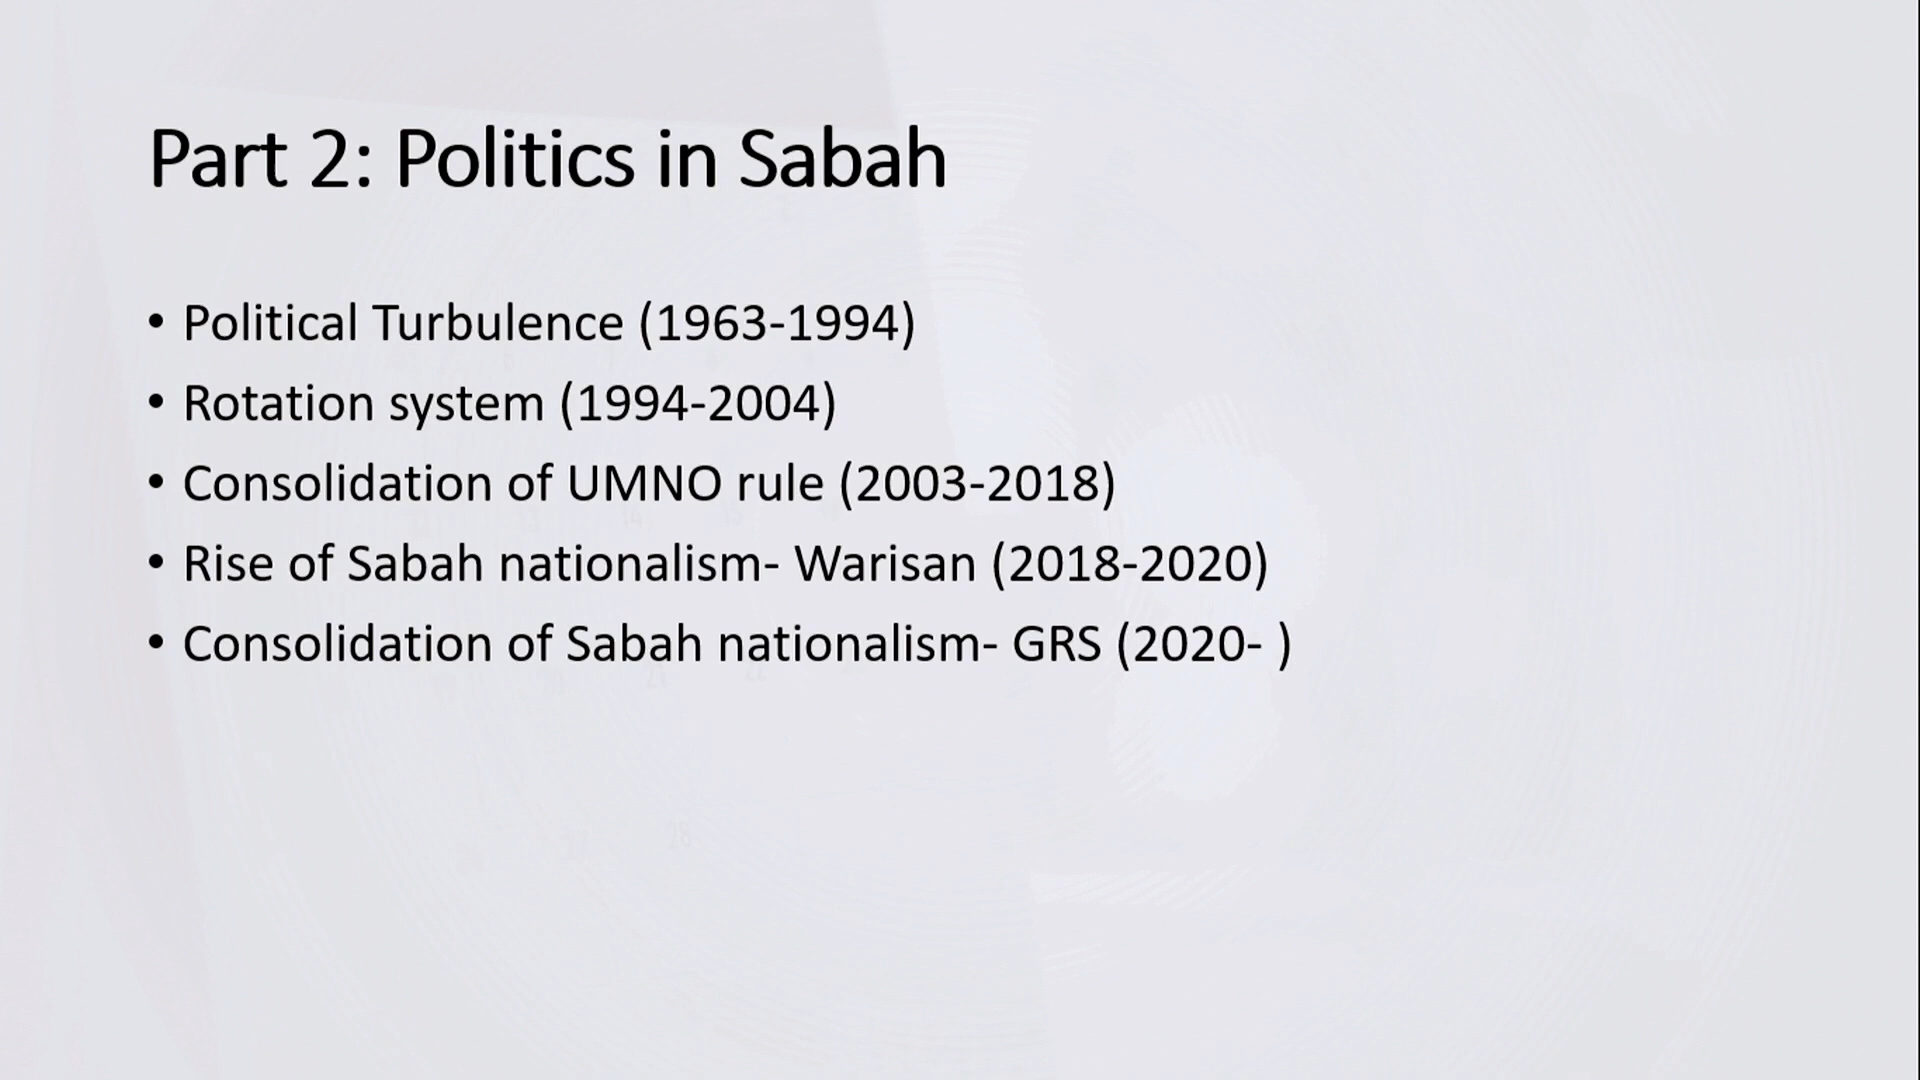 Part 2: Politics in Sabah
• Political Turbulence (1963-1994)
• Rotation system (1994-2004)
• Consolidation of UMNO rule (2003-2018)
• Rise of Sabah nationalism- Warisan (2018-2020)
• Consolidation of Sabah nationalism- GRS (2020- )